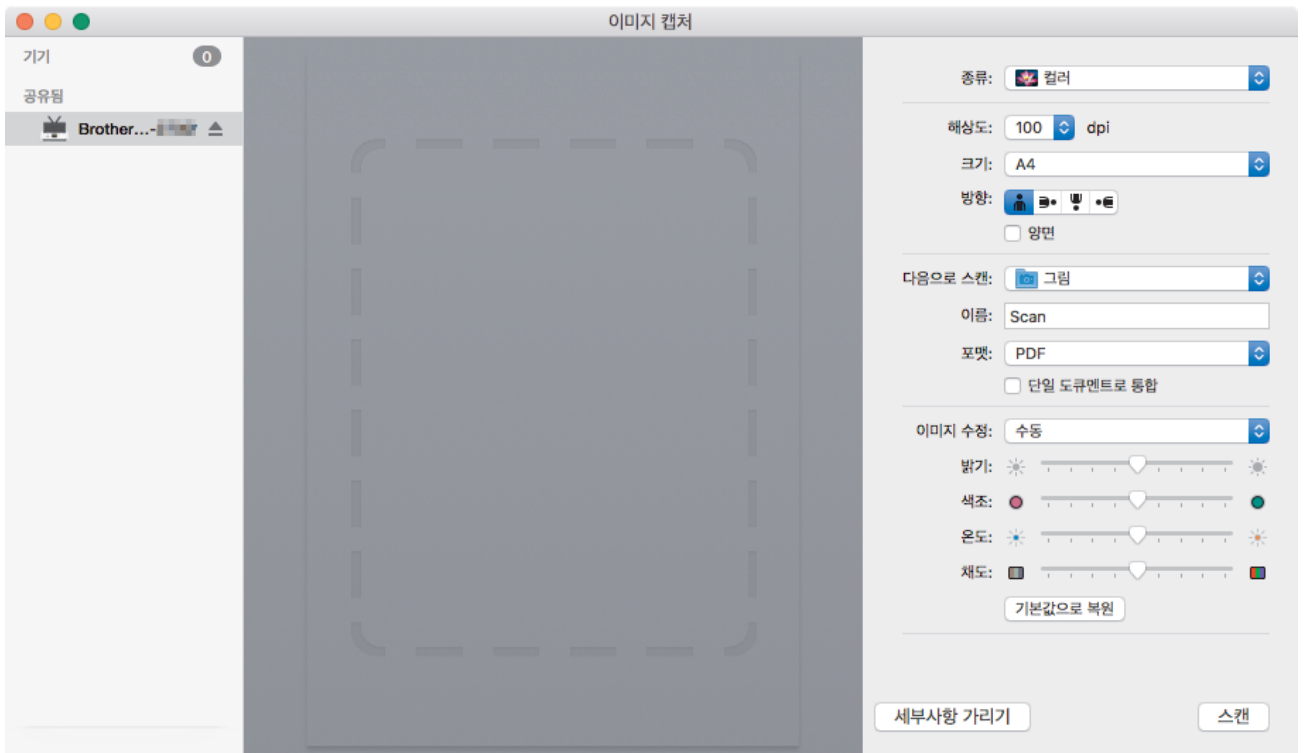 이미지 캡처
기기 0
공유됨
Brother...-
종류: 컬러
해상도: 100 dpi
크기: A4
방향:
양면
다음으로 스캔: 그림
이름: Scan
포맷: PDF
단일 도큐멘트로 통합
이미지 수정: 수동
밝기:
색조:
온도:
채도:
기본값으로 복원
세부사항 가리기 스캔